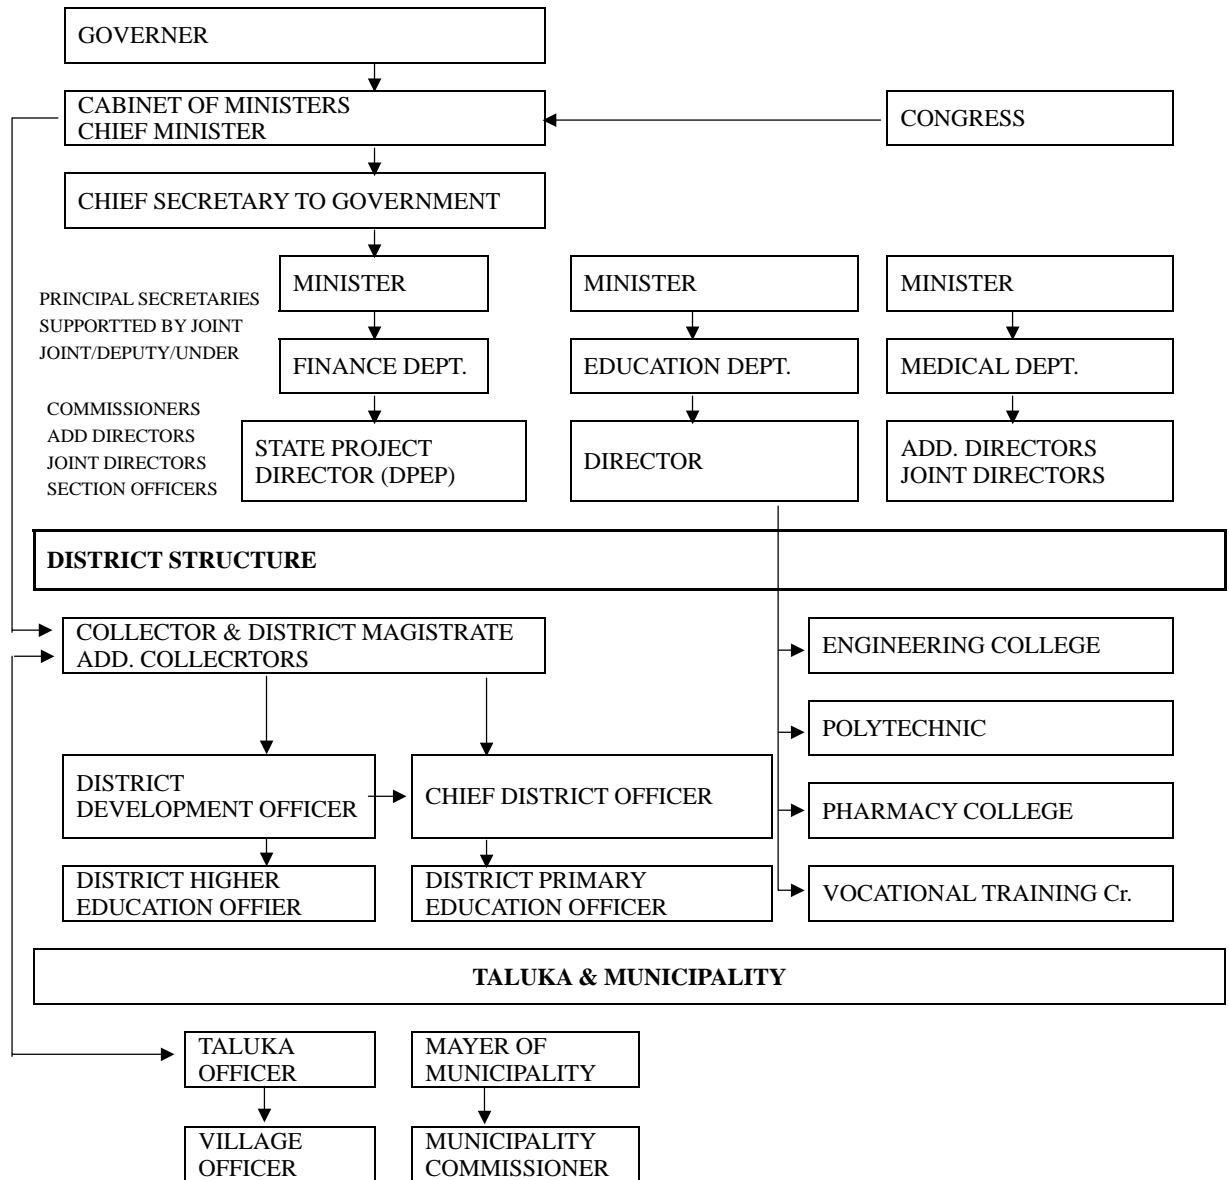 GOVERNER
CABINET OF MINISTERS
CHIEF MINISTER
CONGRESS
CHIEF SECRETARY TO GOVERNMENT
MINISTER
MINISTER
MINISTER
PRINCIPAL SECRETARIES
SUPPORTTED BY JOINT
JOINT/DEPUTY/UNDER
FINANCE DEPT.
EDUCATION DEPT.
MEDICAL DEPT.
COMMISSIONERS
ADD DIRECTORS
JOINT DIRECTORS
SECTION OFFICERS
STATE PROJECT
DIRECTOR (DPEP)
DIRECTOR
ADD. DIRECTORS
JOINT DIRECTORS
DISTRICT STRUCTURE
COLLECTOR & DISTRICT MAGISTRATE
ADD. COLLECRTORS
ENGINEERING COLLEGE
POLYTECHNIC
DISTRICT
DEVELOPMENT OFFICER
CHIEF DISTRICT OFFICER
PHARMACY COLLEGE
DISTRICT HIGHER
EDUCATION OFFIER
DISTRICT PRIMARY
EDUCATION OFFICER
VOCATIONAL TRAINING Cr.
TALUKA & MUNICIPALITY
TALUKA
OFFICER
MAYER OF
MUNICIPALITY
VILLAGE
OFFICER
MUNICIPALITY
COMMISSIONER